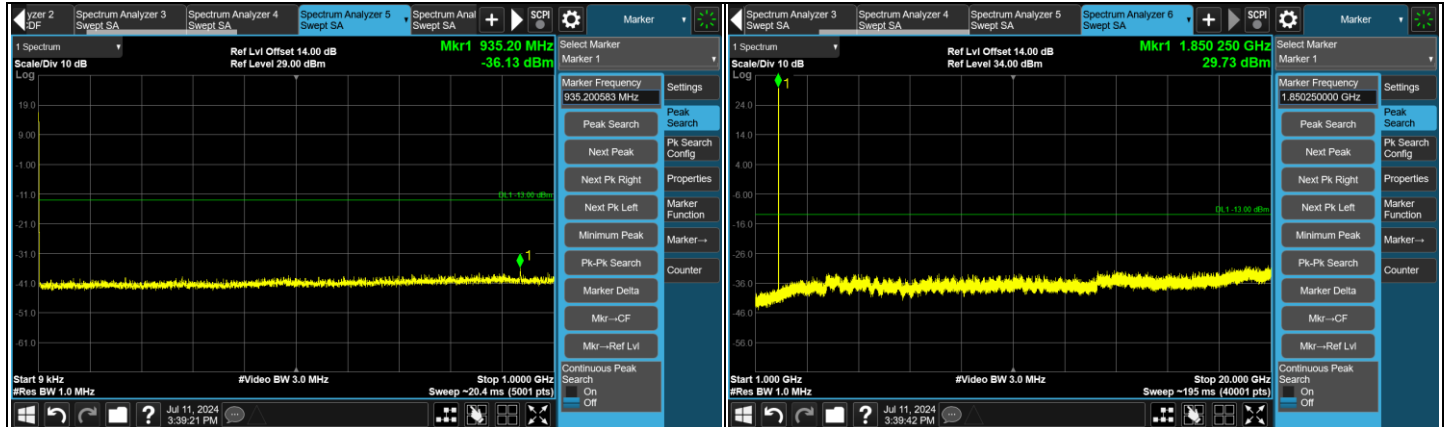 yzer 2
DF
Spectrum Analyzer 3
Swept SA
Spectrum Analyzer 4
Swept SA
Spectrum Analyzer 5
Swept SA
Spectrum Anal
Swept SA
SCPI
Marker
1 Spectrum
Scale/Div 10 dB
Log
Ref Lvl Offset 14.00 dB
Ref Level 29.00 dBm
Mkr1 935.20 MHz
-36.13 dBm
1
19.0
9.00
-1.00
-11.0
-21.0
-31.0
-41.0
-51.0
-61.0
DL1 -13.00 dBm
Start 9 kHz
#Res BW 1.0 MHz
#Video BW 3.0 MHz
Stop 1.0000 GHz
Sweep ~20.4 ms (5001 pts)
Select Marker
Marker 1
Marker Frequency
935.200583 MHz
Peak Search
Next Peak
Next Pk Right
Next Pk Left
Minimum Peak
Pk-Pk Search
Marker Delta
Mkr→CF
Mkr→Ref Lvl
Continuous Peak
Search
On
Off
Settings
Peak
Search
Pk Search
Config
Properties
Marker
Function
Marker→
Counter
?
Jul 11, 2024
3:39:21 PM
Spectrum Analyzer 3
Swept SA
Spectrum Analyzer 4
Swept SA
Spectrum Analyzer 5
Swept SA
Spectrum Analyzer 6
Swept SA
SCPI
Marker
1 Spectrum
Scale/Div 10 dB
Log
Ref Lvl Offset 14.00 dB
Ref Level 34.00 dBm
Mkr1 1.850 250 GHz
29.73 dBm
1
24.0
14.0
4.00
-6.00
-16.0
-26.0
-36.0
-46.0
-56.0
DL1 -13.00 dBm
Start 1.000 GHz
#Res BW 1.0 MHz
#Video BW 3.0 MHz
Stop 20.000 GHz
Sweep ~195 ms (40001 pts)
Select Marker
Marker 1
Marker Frequency
1.850250000 GHz
Peak Search
Next Peak
Next Pk Right
Next Pk Left
Minimum Peak
Pk-Pk Search
Marker Delta
Mkr→CF
Mkr→Ref Lvl
Continuous Peak
Search
On
Off
Settings
Peak
Search
Pk Search
Config
Properties
Marker
Function
Marker→
Counter
?
Jul 11, 2024
3:39:42 PM